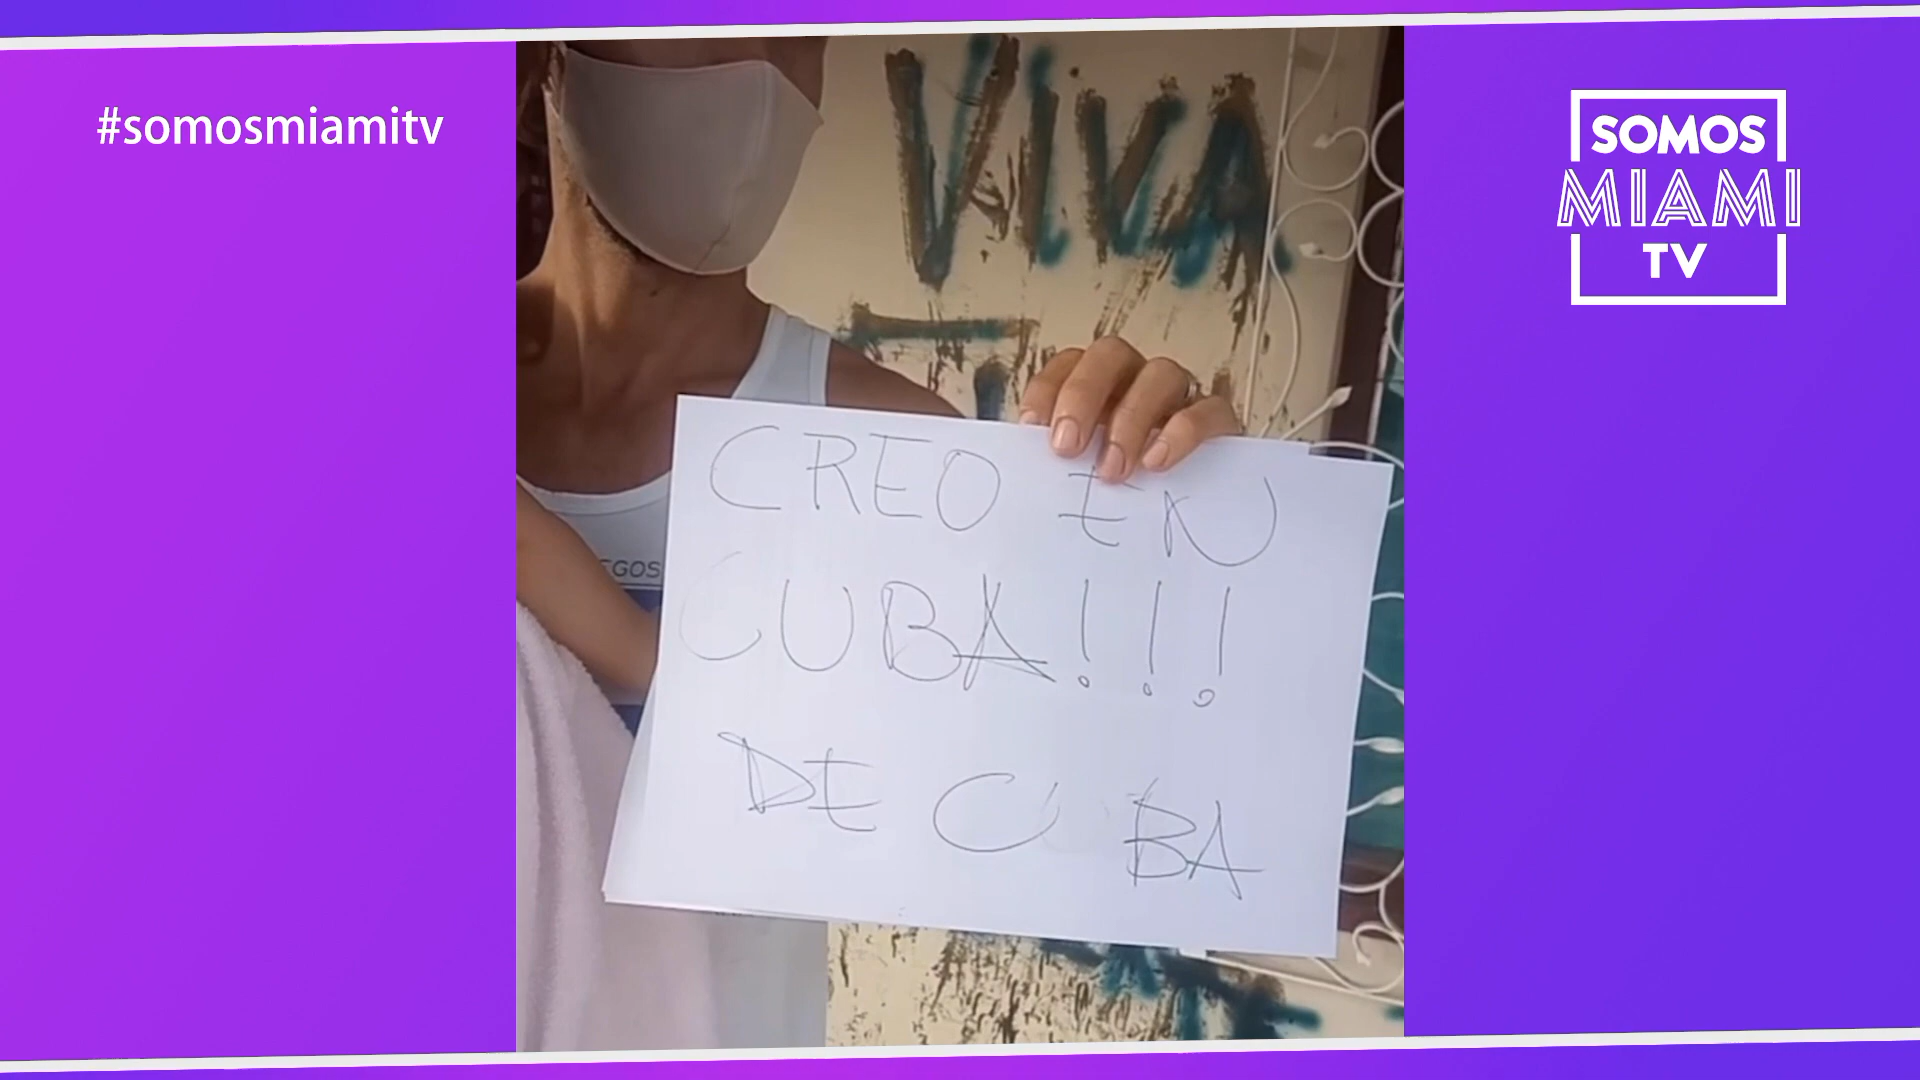 #somosmiamitv
SOMOS
MIAMI
TV
VIVA
CREO EN
CUBA!!!
DE CUBA